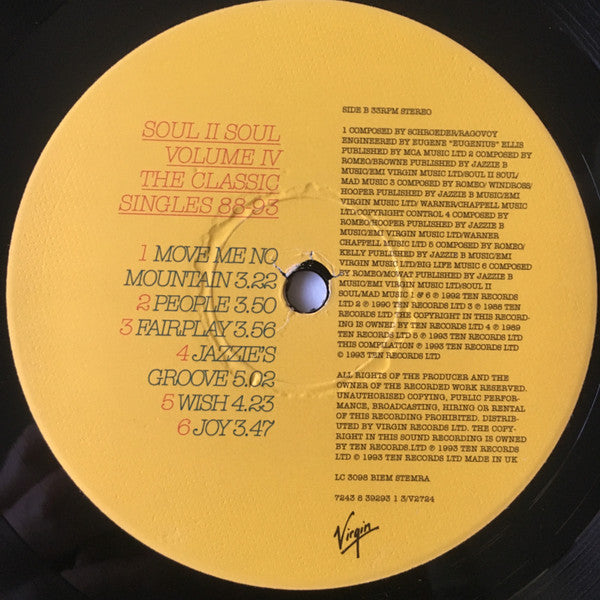 SOUL II SOUL
VOLUME IV
THE CLASSIC
SINGLES 88-93
1 MOVE ME NO
MOUNTAIN 3.22
2 PEOPLE 3.50
3 FAIRPLAY 3.56
4 JAZZIE'S
GROOVE 5.02
5 WISH 4.23
6 JOY 3.47
SIDE B 33RPM STEREO
1 COMPOSED BY SCHROEDER/RAGOVOY
ENGINEERED BY EUGENE "EUGENIUS" ELLIS
PUBLISHED BY MCA MUSIC LTD 2 COMPOSED BY
ROMEO/BROWNE PUBLISHED BY JAZZIE B
MUSIC/EMI VIRGIN MUSIC LTD/SOUL II SOUL/
MAD MUSIC 3 COMPOSED BY ROMEO/ WINDROSS/
HOOPER PUBLISHED BY JAZZIE B MUSIC/EMI
VIRGIN MUSIC LTD/ WARNER/CHAPPELL MUSIC
LTD/COPYRIGHT CONTROL 4 COMPOSED BY
ROMEO/HOOPER PUBLISHED BY JAZZIE B
MUSIC/EMI VIRGIN MUSIC LTD/WARNER
CHAPPELL MUSIC LTD 5 COMPOSED BY ROMEO/
KELLY PUBLISHED BY JAZZIE B MUSIC/EMI
VIRGIN MUSIC LTD/BIG LIFE MUSIC 6 COMPOSED
BY ROMEO/MOWAT PUBLISHED BY JAZZIE B
MUSIC/EMI VIRGIN MUSIC LTD/SOUL II
SOUL/MAD MUSIC 1 & 6 ℗ 1992 TEN RECORDS
LTD 2 ℗ 1990 TEN RECORDS LTD 3 ℗ 1988 TEN
RECORDS LTD THE COPYRIGHT IN THIS RECORD-
ING IS OWNED BY TEN RECORDS LTD 4 ℗ 1989
TEN RECORDS LTD 5 ℗ 1993 TEN RECORDS LTD
THIS COMPILATION ℗ 1993 TEN RECORDS LTD
© 1993 TEN RECORDS LTD
ALL RIGHTS OF THE PRODUCER AND THE
OWNER OF THE RECORDED WORK RESERVED.
UNAUTHORISED COPYING, PUBLIC PERFOR-
MANCE, BROADCASTING, HIRING OR RENTAL
OF THIS RECORDING PROHIBITED. DISTRIBUT-
ED BY VIRGIN RECORDS LTD. THE COPY-
RIGHT IN THIS SOUND RECORDING IS OWNED
BY TEN RECORDS.LTD ℗ 1993 TEN RECORDS
LTD © 1993 TEN RECORDS LTD MADE IN UK
LC 3098 BIEM STEMRA
7243 8 39293 1 3/V2724
Virgin